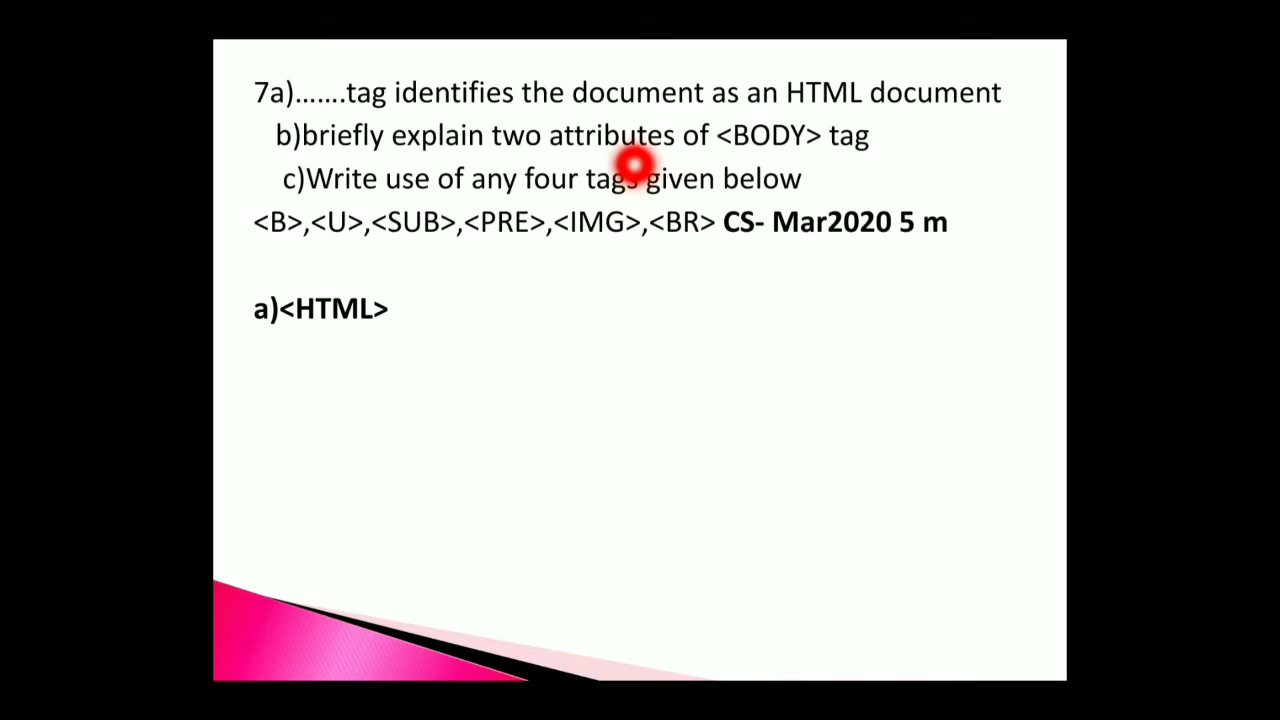 7a)…….tag identifies the document as an HTML document
b)briefly explain two attributes of <BODY> tag
c)Write use of any four tags given below
<B>,<U>,<SUB>,<PRE>,<IMG>,<BR> CS- Mar2020 5 m
a)<HTML>